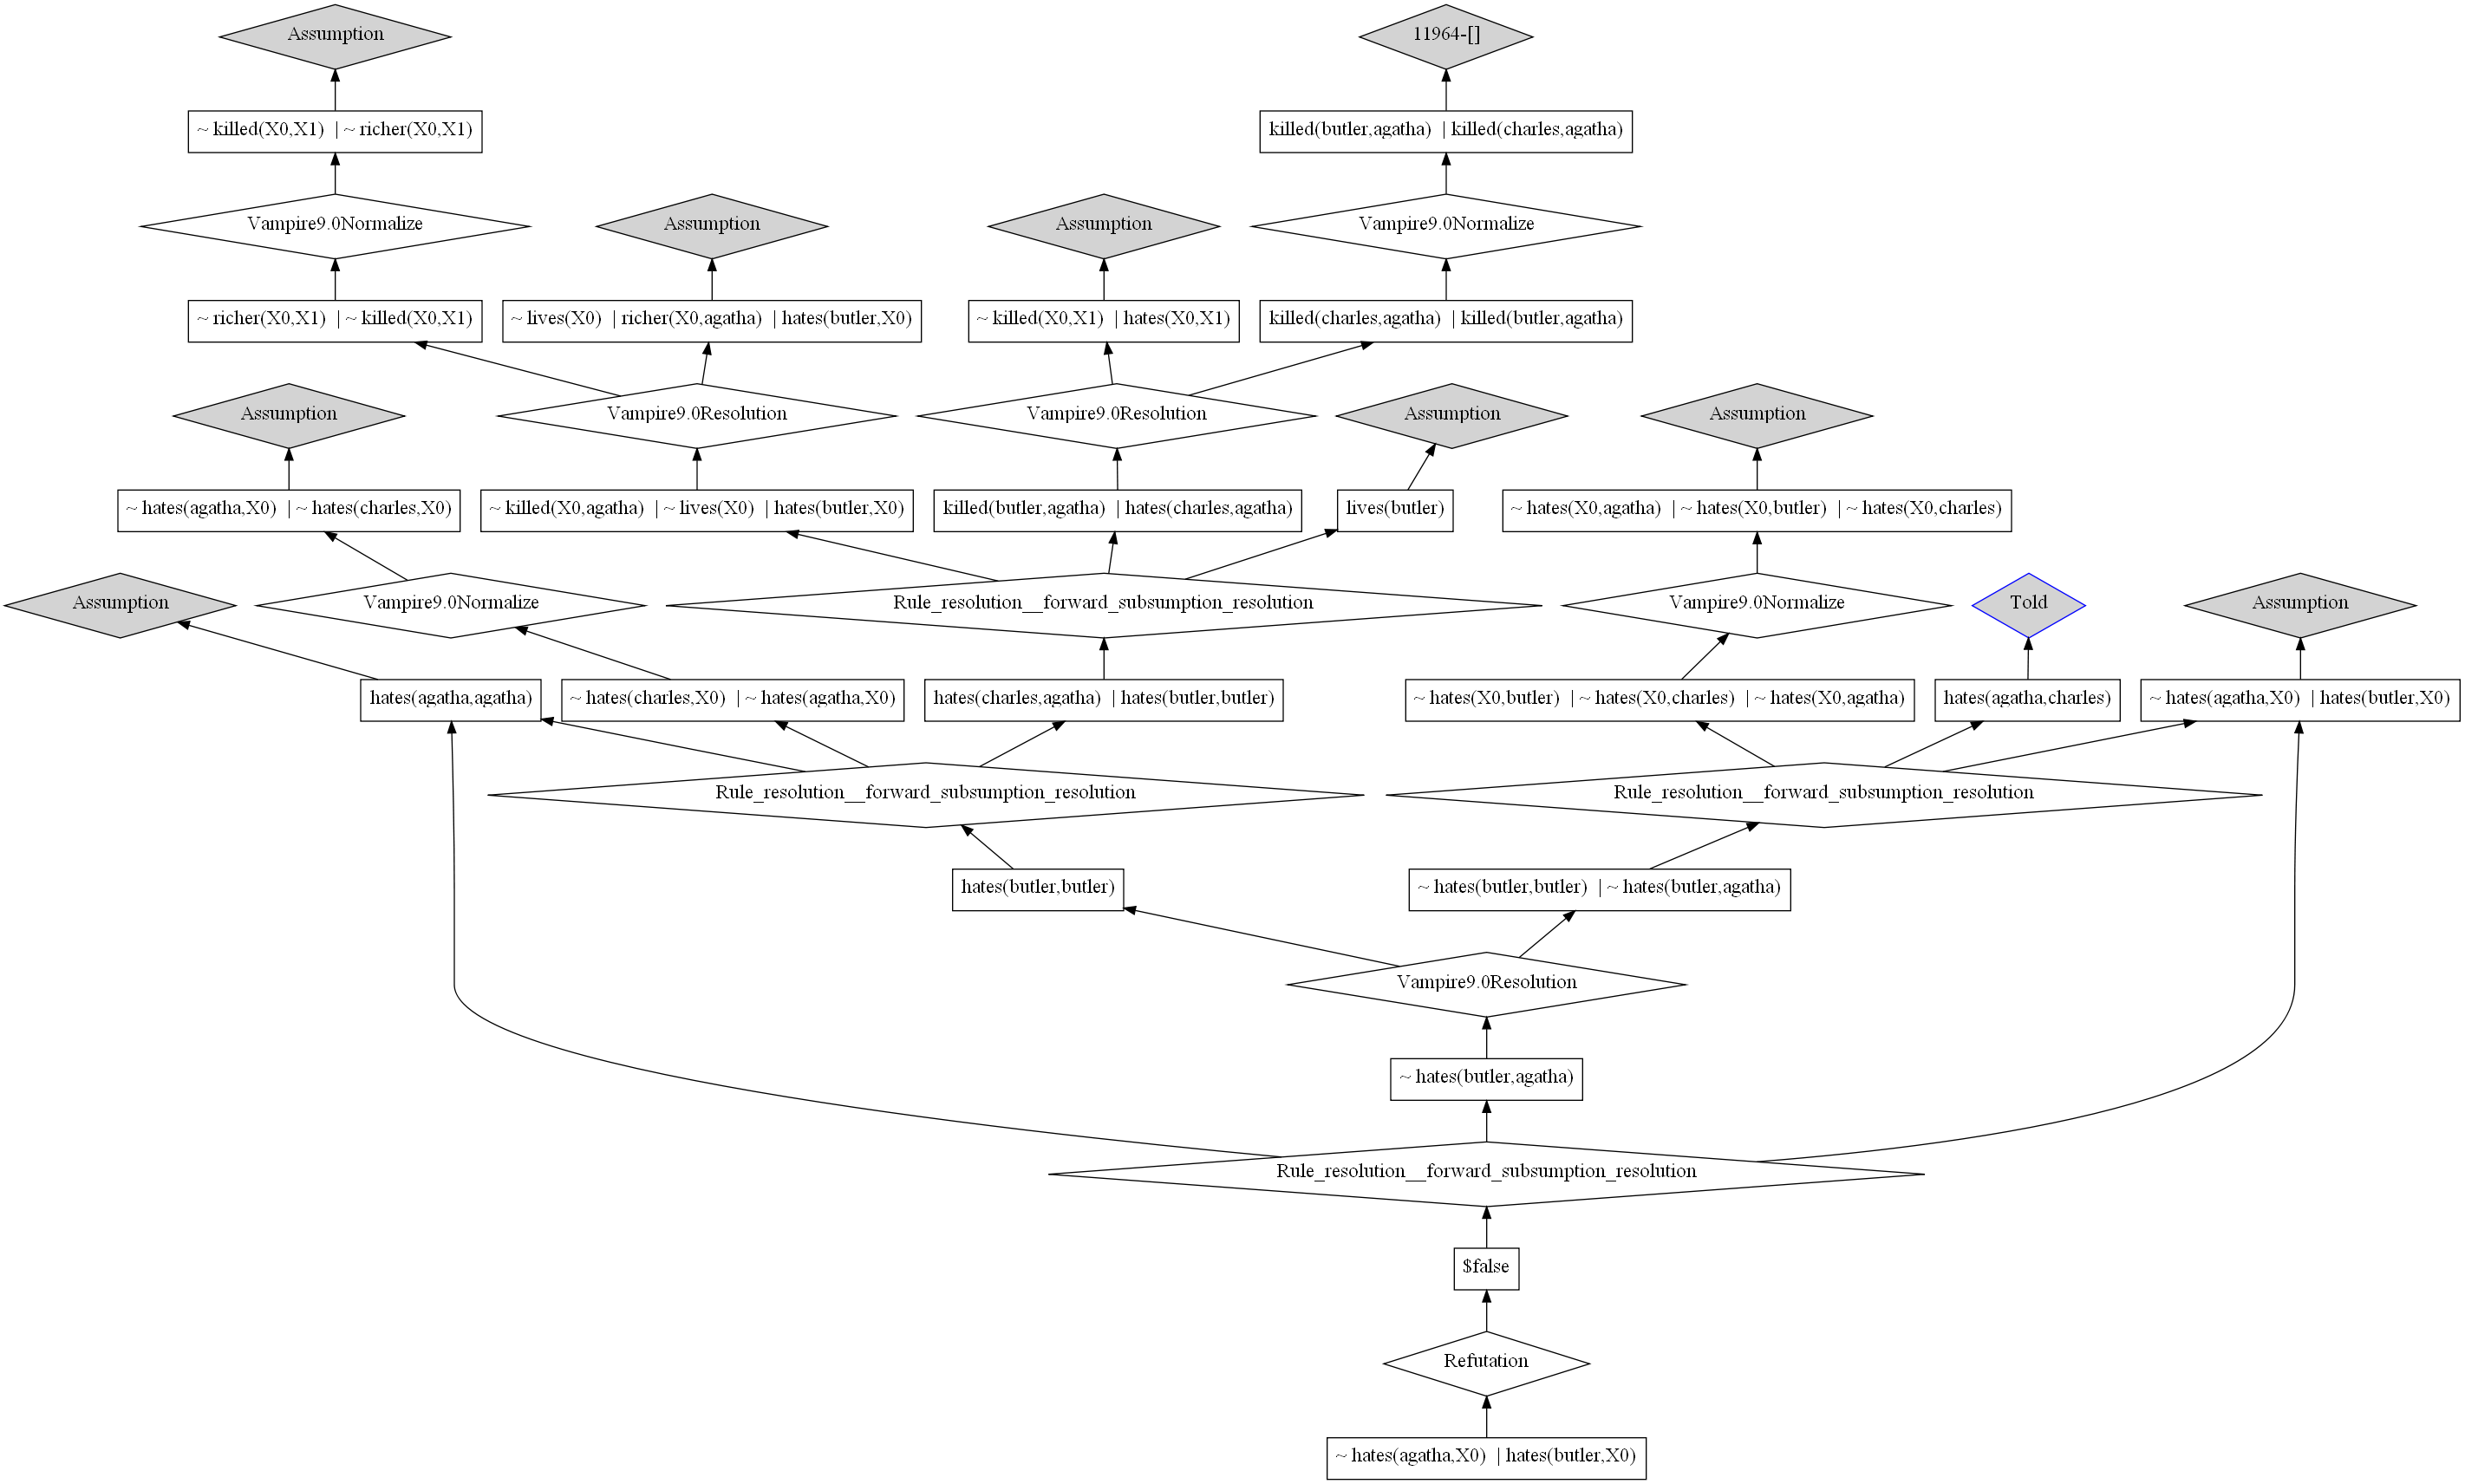 Assumption
11964-[]
~ killed(X0,X1) | ~ richer(X0,X1)
killed(butler,agatha) | killed(charles,agatha)
Vampire9.0Normalize
Assumption
Assumption
Vampire9.0Normalize
~ richer(X0,X1) | ~ killed(X0,X1)
~ lives(X0) | richer(X0,agatha) | hates(butler,X0)
~ killed(X0,X1) | hates(X0,X1)
killed(charles,agatha) | killed(butler,agatha)
Assumption
Vampire9.0Resolution
Vampire9.0Resolution
Assumption
Assumption
~ hates(agatha,X0) | ~ hates(charles,X0)
~ killed(X0,agatha) | ~ lives(X0) | hates(butler,X0)
killed(butler,agatha) | hates(charles,agatha)
lives(butler)
~ hates(X0,agatha) | ~ hates(X0,butler) | ~ hates(X0,charles)
Assumption
Vampire9.0Normalize
Rule_resolution__forward_subsumption_resolution
Vampire9.0Normalize
Told
Assumption
hates(agatha,agatha)
~ hates(charles,X0) | ~ hates(agatha,X0)
hates(charles,agatha) | hates(butler,butler)
~ hates(X0,butler) | ~ hates(X0,charles) | ~ hates(X0,agatha)
hates(agatha,charles)
~ hates(agatha,X0) | hates(butler,X0)
Rule_resolution__forward_subsumption_resolution
Rule_resolution__forward_subsumption_resolution
hates(butler,butler)
~ hates(butler,butler) | ~ hates(butler,agatha)
Vampire9.0Resolution
~ hates(butler,agatha)
Rule_resolution__forward_subsumption_resolution
$false
Refutation
~ hates(agatha,X0) | hates(butler,X0)